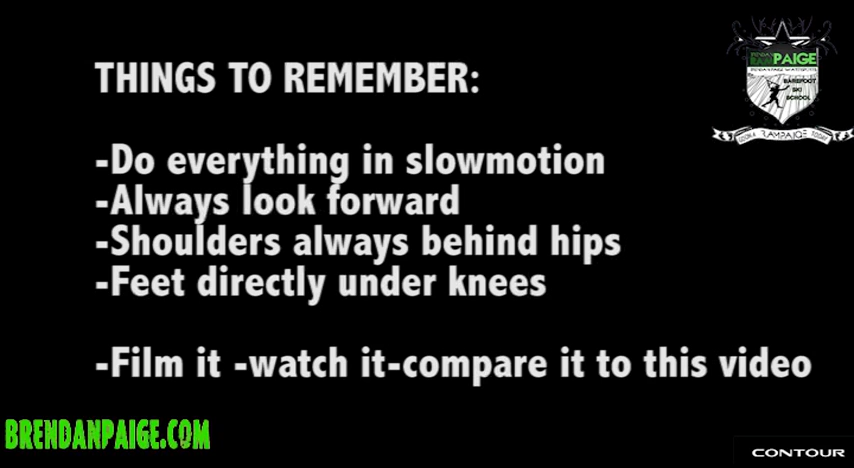 THINGS TO REMEMBER:
-Do everything in slowmotion
-Always look forward
-Shoulders always behind hips
-Feet directly under knees
-Film it -watch it-compare it to this video
PAIGE
BAREFOOT
SKI
SCHOOL
RAMPAIGE
BRENDANPAIGE.COM
CONTOUR